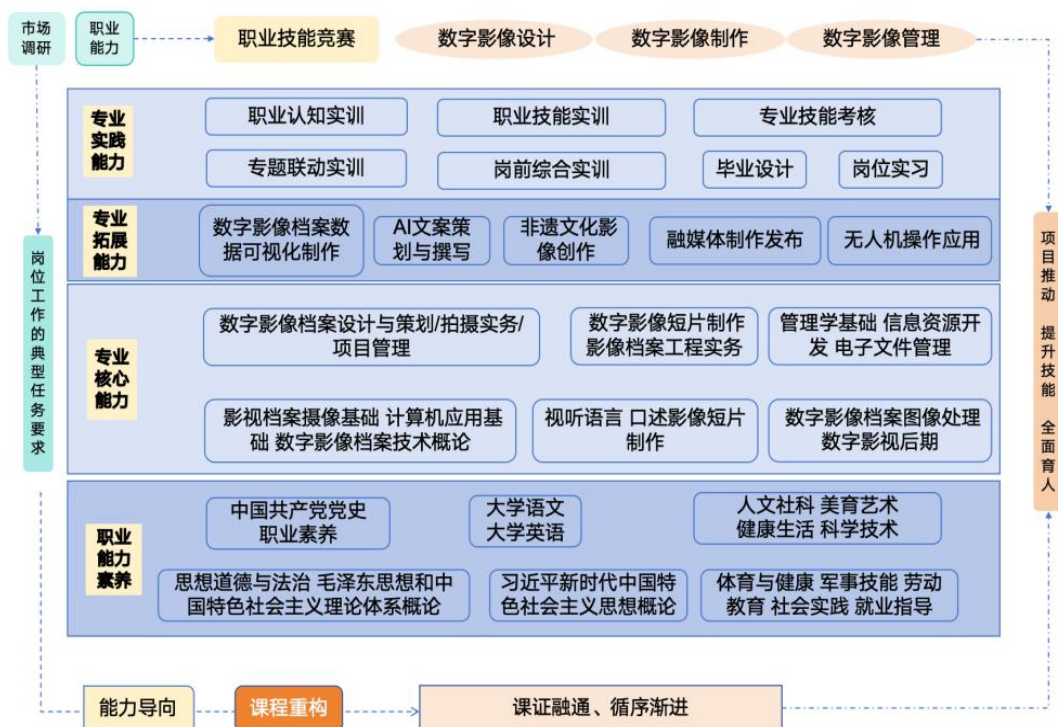 市场
调研
职业
能力
职业技能竞赛
数字影像设计
数字影像制作
数字影像管理
专业
实践
能力
职业认知实训
职业技能实训
专业技能考核
专题联动实训
岗前综合实训
毕业设计
岗位实习
专业
拓展
能力
数字影像档案数
据可视化制作
AI文案策
划与撰写
非遗文化影
像创作
融媒体制作发布
无人机操作应用
专业
核心
能力
数字影像档案设计与策划/拍摄实务/
项目管理
数字影像短片制作
影像档案工程实务
管理学基础 信息资源开
发 电子文件管理
影视档案摄像基础 计算机应用基
础 数字影像档案技术概论
视听语言 口述影像短片
制作
数字影像档案图像处理
数字影视后期
职业
能力
素养
中国共产党党史
职业素养
大学语文
大学英语
人文社科 美育艺术
健康生活 科学技术
思想道德与法治 毛泽东思想和中
国特色社会主义理论体系概论
习近平新时代中国特
色社会主义思想概论
体育与健康 军事技能 劳动
教育 社会实践 就业指导
岗位工作的典型任务要求
项目推动 提升技能 全面育人
能力导向
课程重构
课证融通、循序渐进